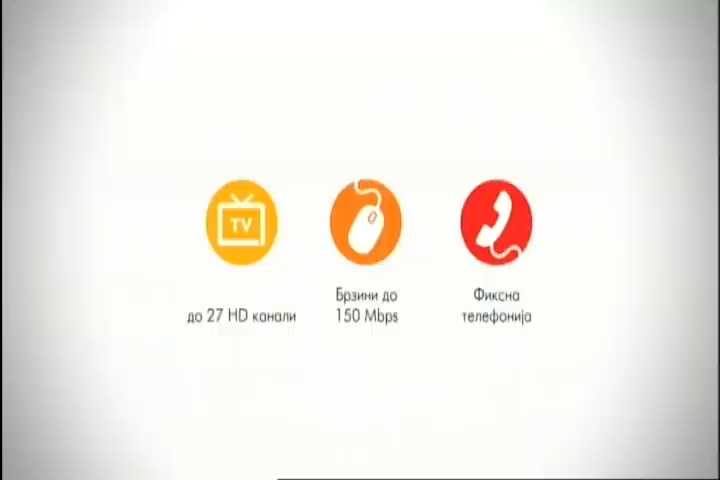 TV
до 27 HD канали
Брзини до
150 Mbps
Фиксна
телефонија